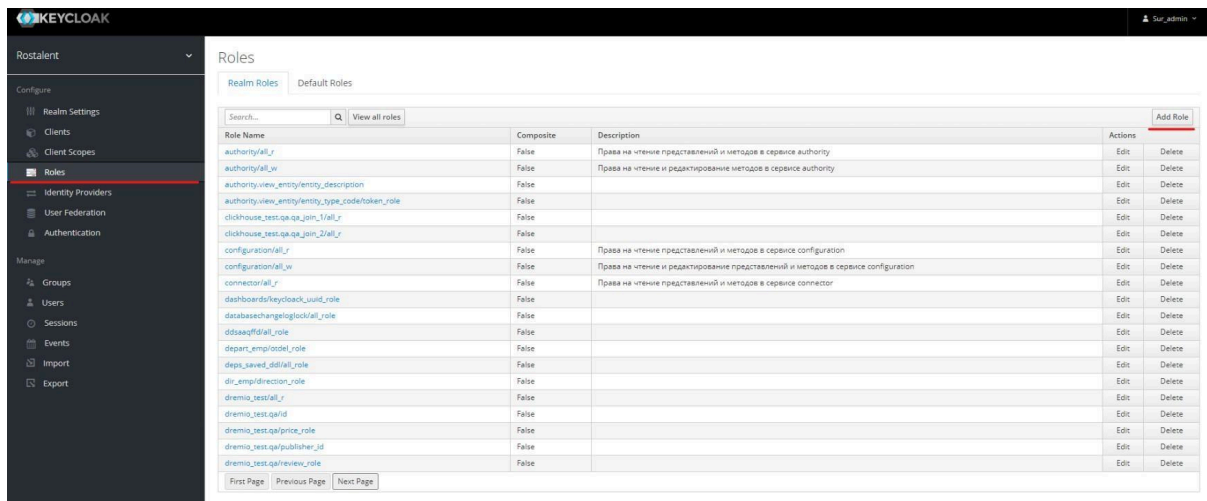 KEYCLOAK
Sur_admin
Rostalent
Configure
Realm Settings
Clients
Client Scopes
Roles
Identity Providers
User Federation
Authentication
Manage
Groups
Users
Sessions
Events
Import
Export
Roles
Realm Roles Default Roles
Search... View all roles Add Role
Role Name Composite Description Actions
authority/all_r False Права на чтение представлений и методов в сервисе authority Edit Delete
authority/all_w False Права на чтение и редактирование методов в сервисе authority Edit Delete
authority.view_entity/entity_description False Edit Delete
authority.view_entity/entity_type_code/token_role False Edit Delete
clickhouse_test.qa.qa_join_1/all_r False Edit Delete
clickhouse_test.qa.qa_join_2/all_r False Edit Delete
configuration/all_r False Права на чтение представлений и методов в сервисе configuration Edit Delete
configuration/all_w False Права на чтение и редактирование представлений и методов в сервисе configuration Edit Delete
connector/all_r False Права на чтение представлений и методов в сервисе connector Edit Delete
dashboards/keycloack_uuid_role False Edit Delete
databasechangeloglock/all_role False Edit Delete
ddsaaqffd/all_role False Edit Delete
depart_emp/otdel_role False Edit Delete
deps_saved_ddl/all_role False Edit Delete
dir_emp/direction_role False Edit Delete
dremio_test/all_r False Edit Delete
dremio_test.qa/id False Edit Delete
dremio_test.qa/price_role False Edit Delete
dremio_test.qa/publisher_id False Edit Delete
dremio_test.qa/review_role False Edit Delete
First Page Previous Page Next Page